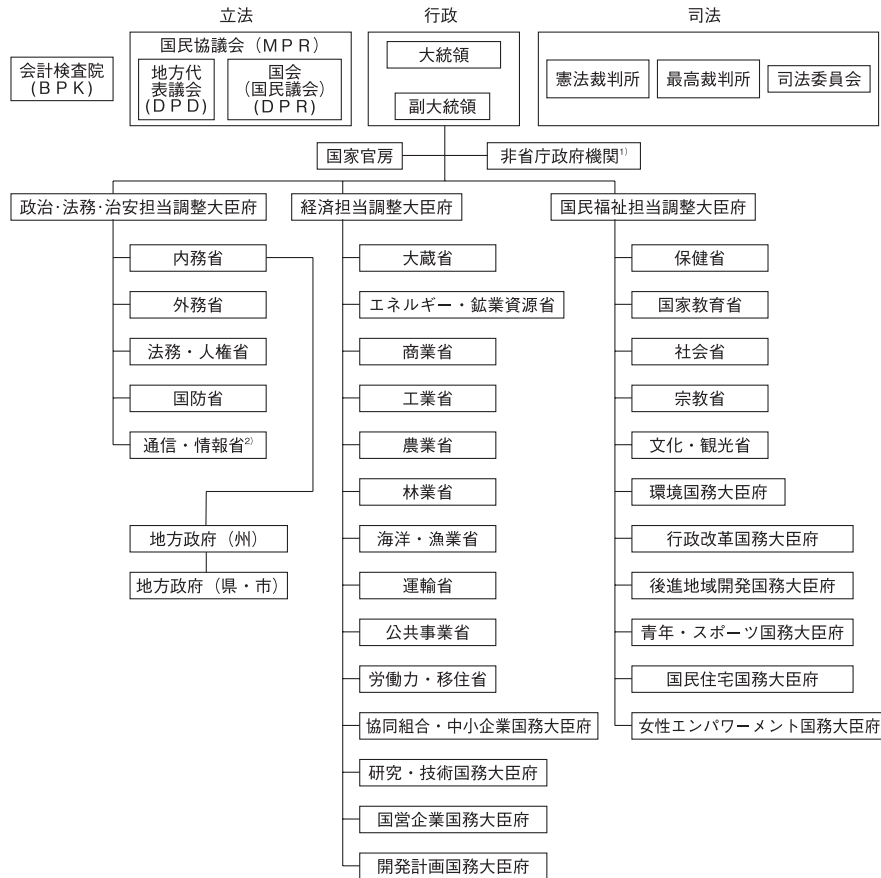 立法
行政
司法
会計検査院
（ＢＰＫ）
国民協議会（ＭＰＲ）
地方代
表議会
（ＤＰＤ）
国会
（国民議会）
（ＤＰＲ）
大統領
副大統領
憲法裁判所
最高裁判所
司法委員会
国家官房
非省庁政府機関1)
政治・法務・治安担当調整大臣府
経済担当調整大臣府
国民福祉担当調整大臣府
内務省
外務省
法務・人権省
国防省
通信・情報省2)
地方政府（州）
地方政府（県・市）
大蔵省
エネルギー・鉱業資源省
商業省
工業省
農業省
林業省
海洋・漁業省
運輸省
公共事業省
労働力・移住省
協同組合・中小企業国務大臣府
研究・技術国務大臣府
国営企業国務大臣府
開発計画国務大臣府
保健省
国家教育省
社会省
宗教省
文化・観光省
環境国務大臣府
行政改革国務大臣府
後進地域開発国務大臣府
青年・スポーツ国務大臣府
国民住宅国務大臣府
女性エンパワーメント国務大臣府